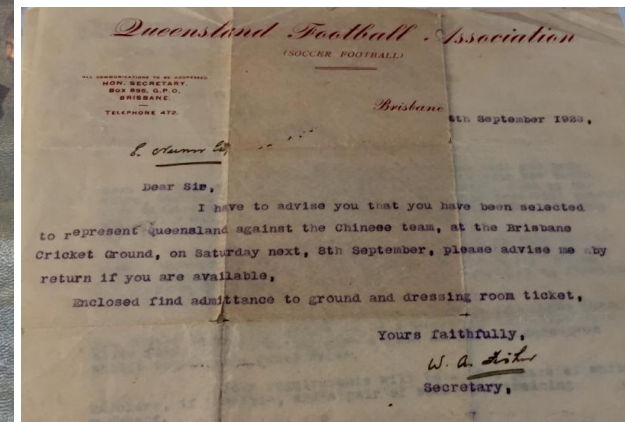 Queensland Football Association
(SOCCER FOOTBALL)
ALL COMMUNICATIONS TO BE ADDRESSED
HON. SECRETARY.
BOX 895, G.P.O.
BRISBANE.
TELEPHONE 472.
Brisbane 4th September 1923,
Dear Sir,
I have to advise you that you have been selected
to represent Queensland against the Chinese team, at the Brisbane
Cricket Ground, on Saturday next, 8th September, please advise me by
return if you are available,
Enclosed find admittance to ground and dressing room ticket,
Yours faithfully,
W. A. Fisher
Secretary,